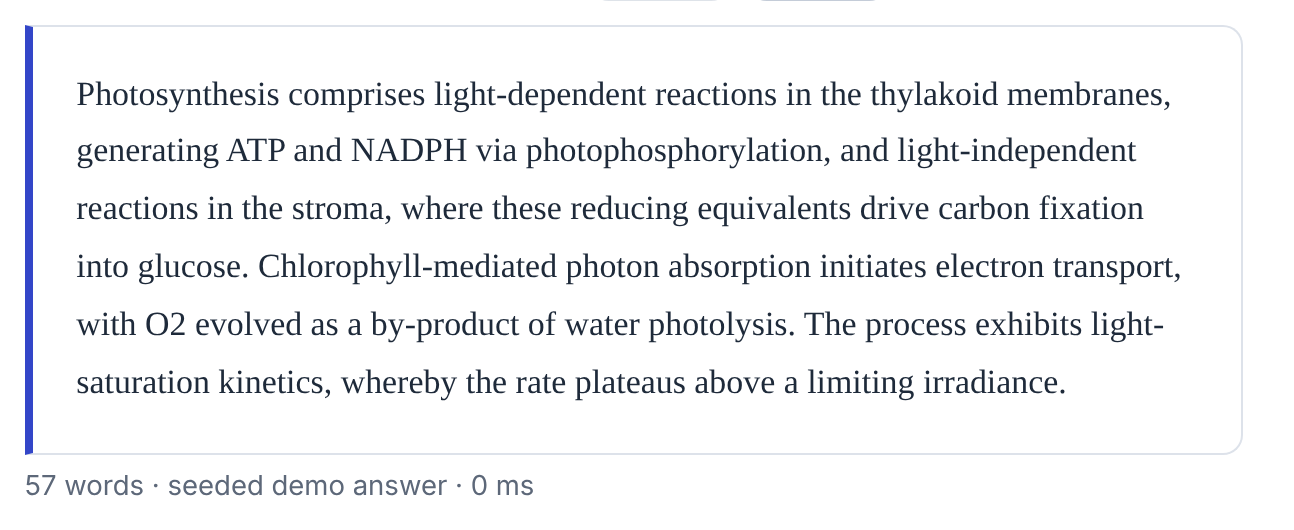 Photosynthesis comprises light-dependent reactions in the thylakoid membranes,
generating ATP and NADPH via photophosphorylation, and light-independent
reactions in the stroma, where these reducing equivalents drive carbon fixation
into glucose. Chlorophyll-mediated photon absorption initiates electron transport,
with O2 evolved as a by-product of water photolysis. The process exhibits light-
saturation kinetics, whereby the rate plateaus above a limiting irradiance.
57 words · seeded demo answer · 0 ms